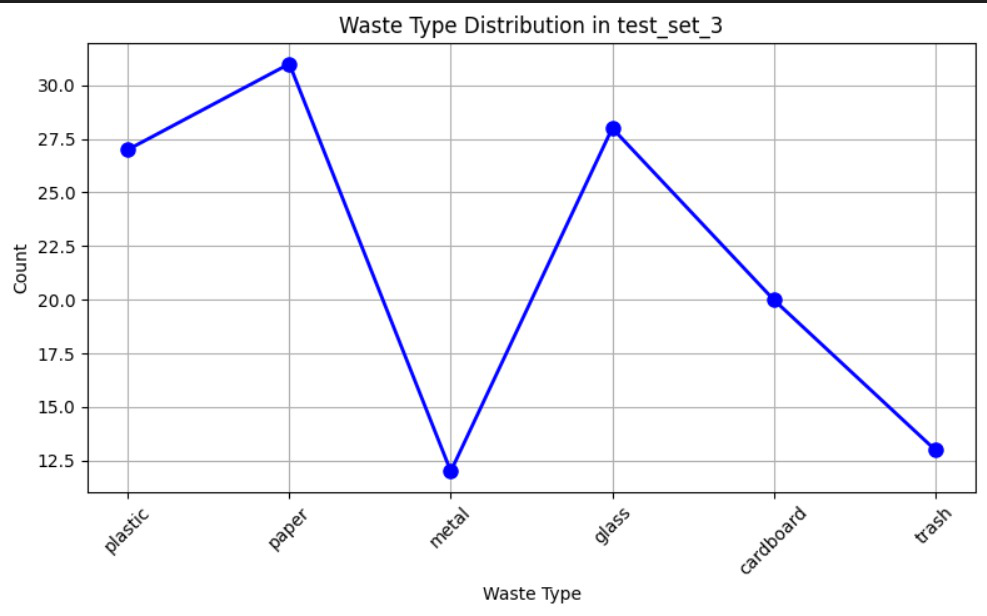 Waste Type Distribution in test_set_3
Count
30.0
27.5
25.0
22.5
20.0
17.5
15.0
12.5
plastic
paper
metal
glass
cardboard
trash
Waste Type